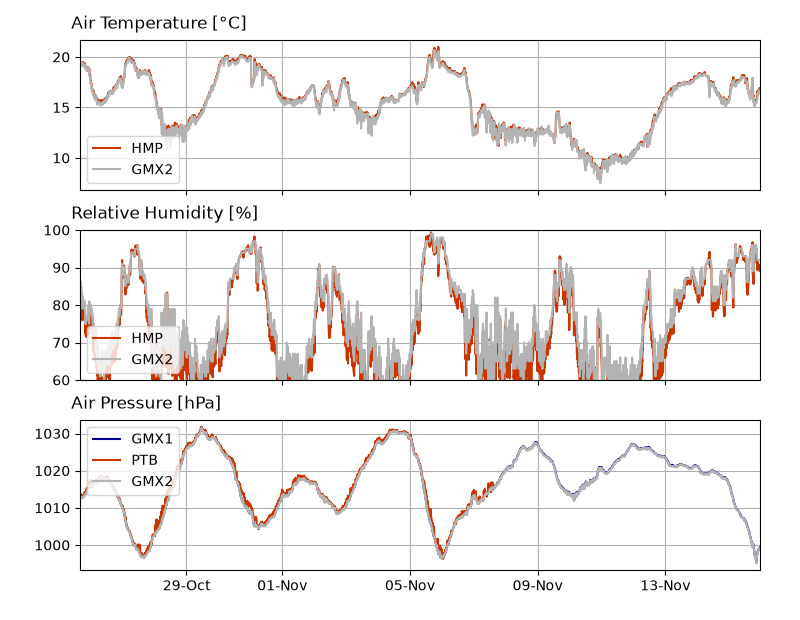 Air Temperature [°C]
20
15
10
HMP
GMX2
Relative Humidity [%]
100
90
80
70
60
HMP
GMX2
Air Pressure [hPa]
1030
1020
1010
1000
GMX1
PTB
GMX2
29-Oct 01-Nov 05-Nov 09-Nov 13-Nov